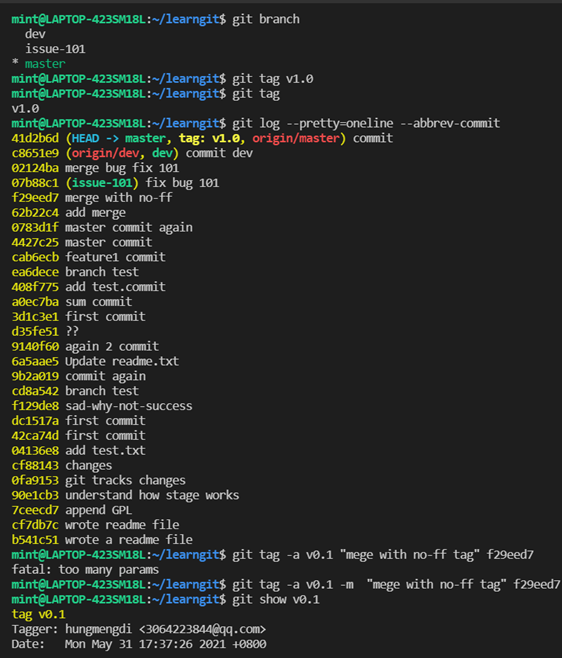 mint@LAPTOP-423SM18L:~/learngit$ git branch
dev
issue-101
* master
mint@LAPTOP-423SM18L:~/learngit$ git tag v1.0
mint@LAPTOP-423SM18L:~/learngit$ git tag
v1.0
mint@LAPTOP-423SM18L:~/learngit$ git log --pretty=oneline --abbrev-commit
41d2b6d (HEAD -> master, tag: v1.0, origin/master) commit
c8651e9 (origin/dev, dev) commit dev
02124ba merge bug fix 101
07b88c1 (issue-101) fix bug 101
f29eed7 merge with no-ff
62b22c4 add merge
0783d1f master commit again
4427c25 master commit
cab6ecb feature1 commit
ea6dece branch test
408f775 add test.commit
a0ec7ba sum commit
3d1c3e1 first commit
d35fe51 ??
9140f60 again 2 commit
6a5aae5 Update readme.txt
9b2a019 commit again
cd8a542 branch test
f129de8 sad-why-not-success
dc1517a first commit
42ca74d first commit
04136e8 add test.txt
cf88143 changes
0fa9153 git tracks changes
90e1cb3 understand how stage works
7ceecd7 append GPL
cf7db7c wrote readme file
b541c51 wrote a readme file
mint@LAPTOP-423SM18L:~/learngit$ git tag -a v0.1 "mege with no-ff tag" f29eed7
fatal: too many params
mint@LAPTOP-423SM18L:~/learngit$ git tag -a v0.1 -m  "mege with no-ff tag" f29eed7
mint@LAPTOP-423SM18L:~/learngit$ git show v0.1
tag v0.1
Tagger: hungmengdi <3064223844@qq.com>
Date:   Mon May 31 17:37:26 2021 +0800